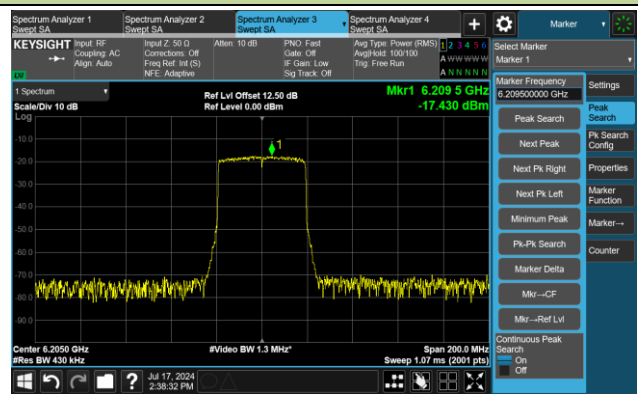 Spectrum Analyzer 1
Swept SA
Spectrum Analyzer 2
Swept SA
Spectrum Analyzer 3
Swept SA
Spectrum Analyzer 4
Swept SA
+
Marker
KEYSIGHT
Input: RF
Coupling: AC
Align: Auto
Input Z: 50 Ω
Corrections: Off
Freq Ref: Int (S)
NFE: Adaptive
Atten: 10 dB
PNO: Fast
Gate: Off
IF Gain: Low
Sig Track: Off
Avg Type: Power (RMS)
Avg|Hold: 100/100
Trig: Free Run
1 2 3 4 5 6
A W W W W W
A N N N N N
Select Marker
Marker 1
1 Spectrum
Scale/Div 10 dB
Log
Ref Lvl Offset 12.50 dB
Ref Level 0.00 dBm
Mkr1 6.209 5 GHz
-17.430 dBm
1
-10.0
-20.0
-30.0
-40.0
-50.0
-60.0
-70.0
-80.0
-90.0
Center 6.2050 GHz
#Res BW 430 kHz
#Video BW 1.3 MHz*
Span 200.0 MHz
Sweep 1.07 ms (2001 pts)
Marker Frequency
6.209500000 GHz
Peak Search
Next Peak
Next Pk Right
Next Pk Left
Minimum Peak
Pk-Pk Search
Marker Delta
Mkr→CF
Mkr→Ref Lvl
Continuous Peak
Search
On
Off
Settings
Peak
Search
Pk Search
Config
Properties
Marker
Function
Marker→
Counter
?
Jul 17, 2024
2:38:32 PM